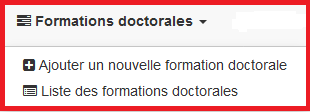 Formations doctorales
Ajouter un nouvelle formation doctorale
Liste des formations doctorales